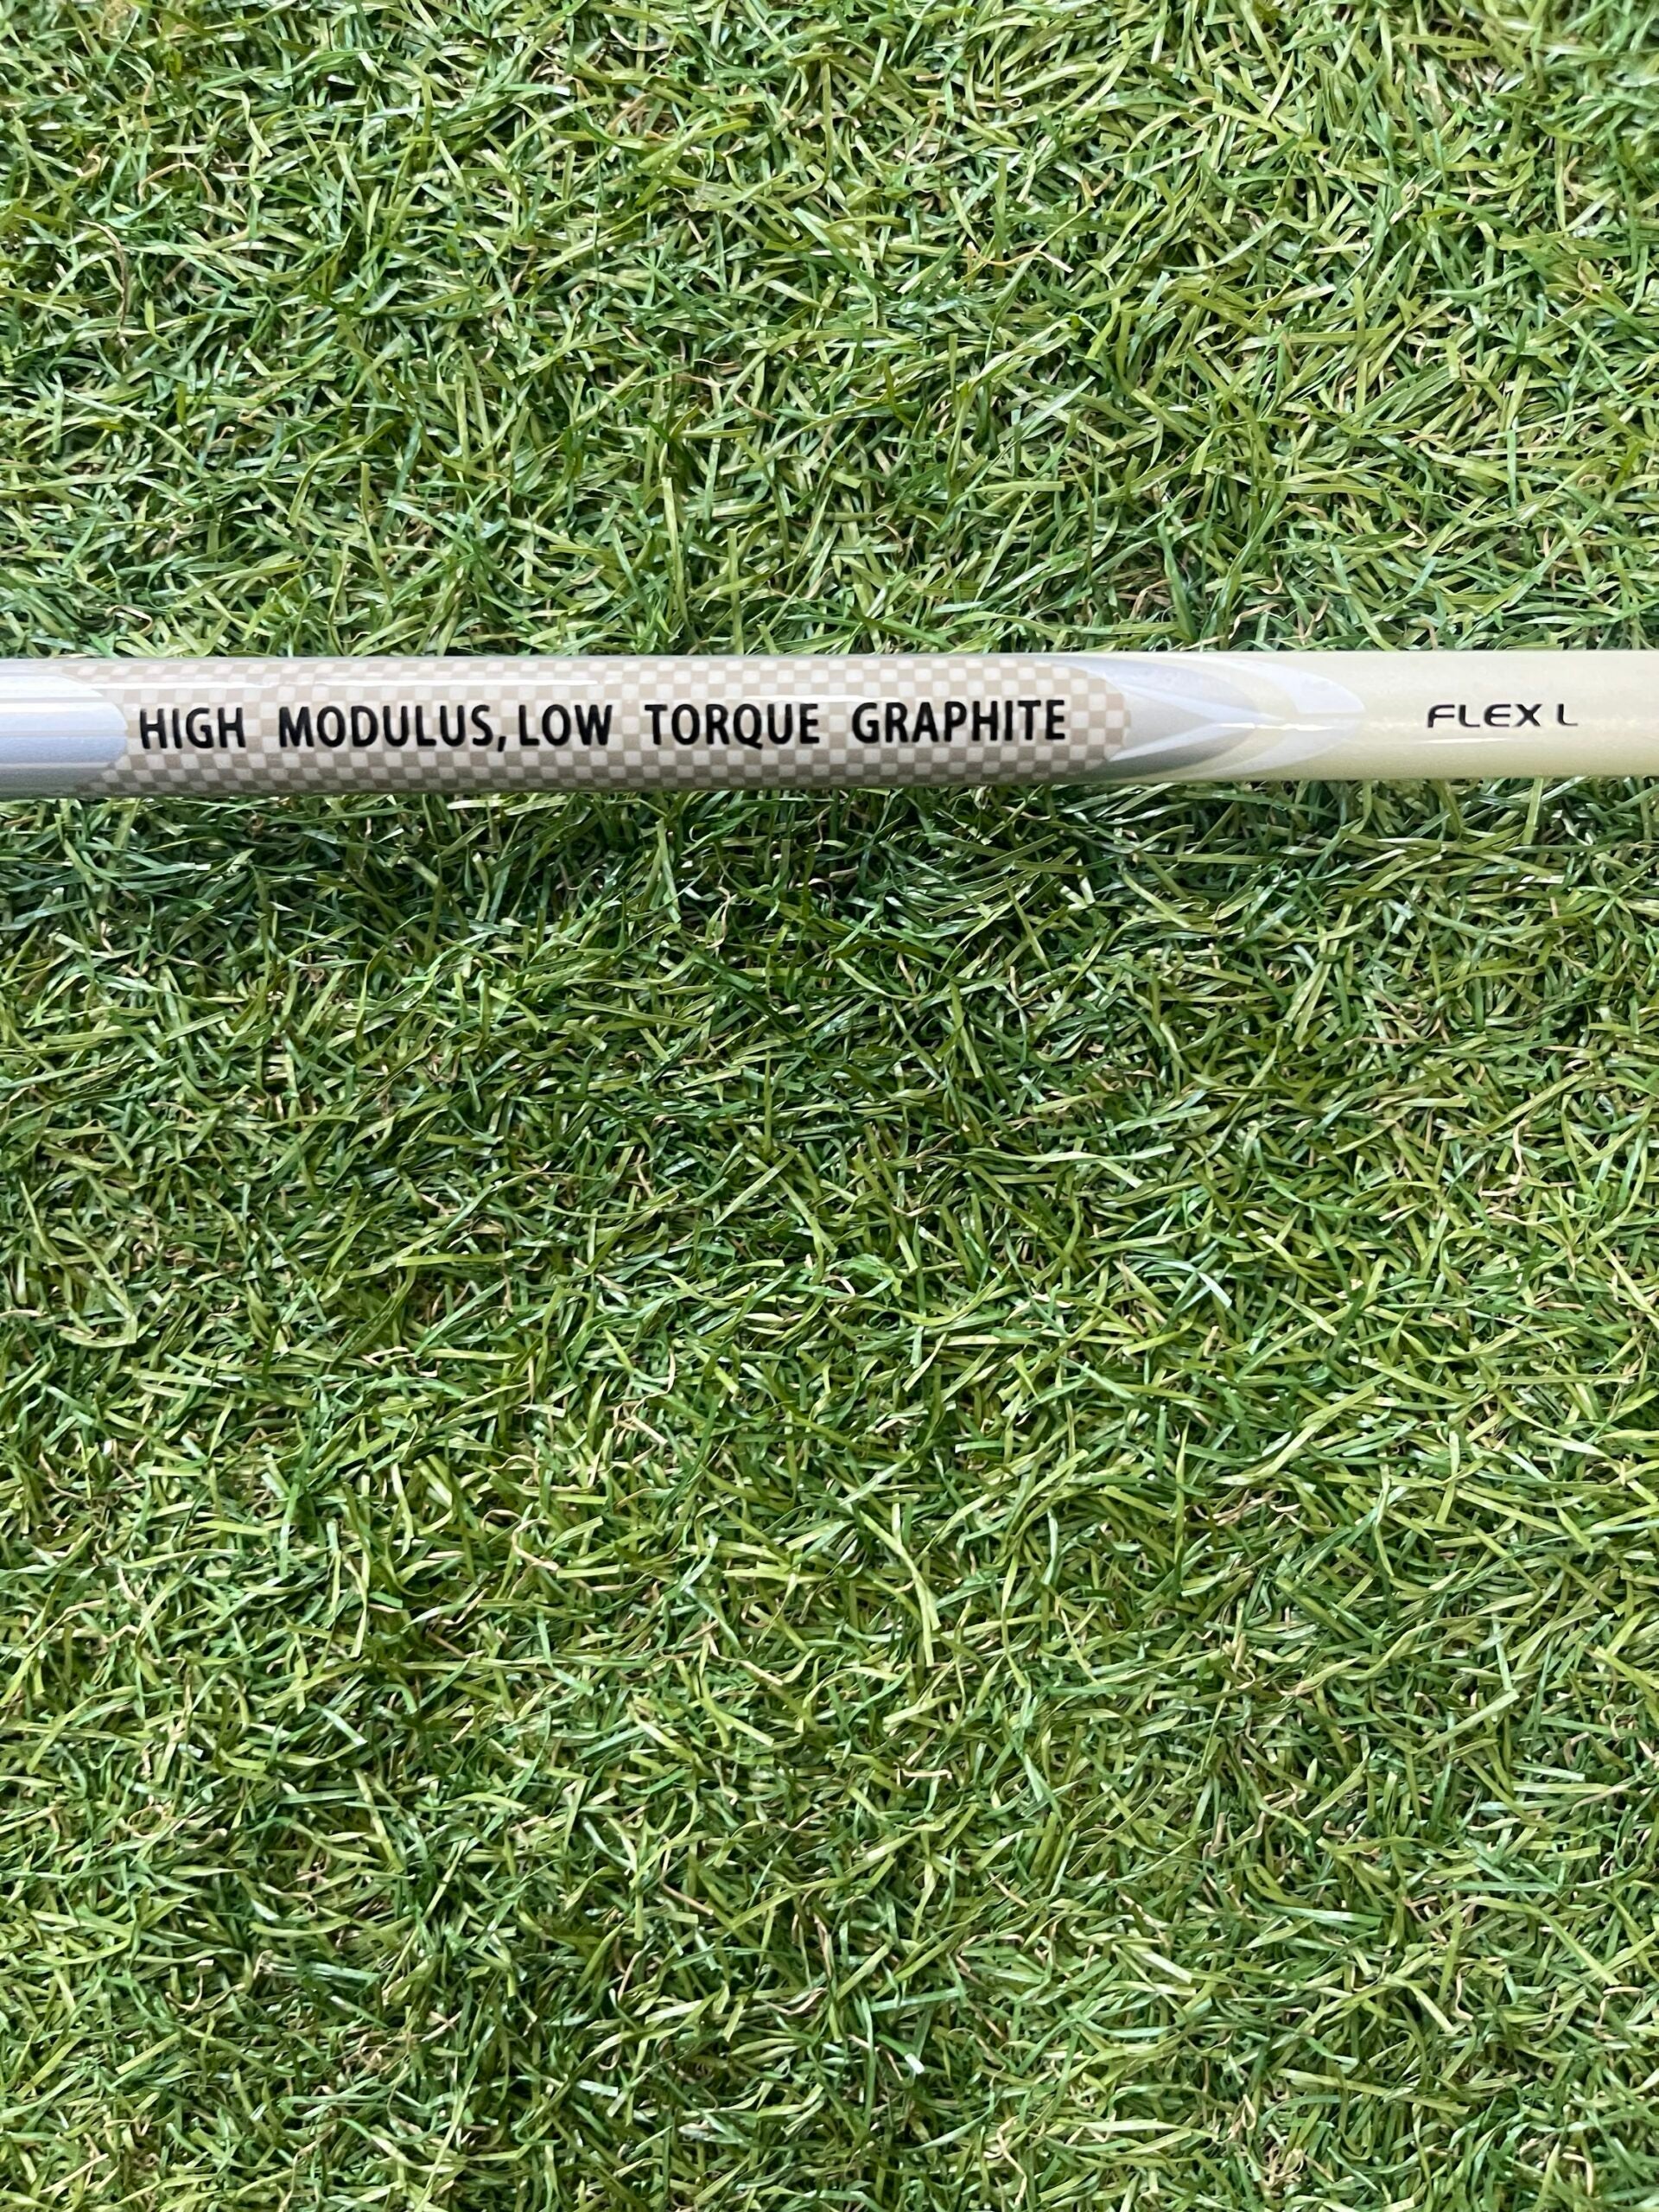 HIGH MODULUS, LOW TORQUE GRAPHITE FLEX L